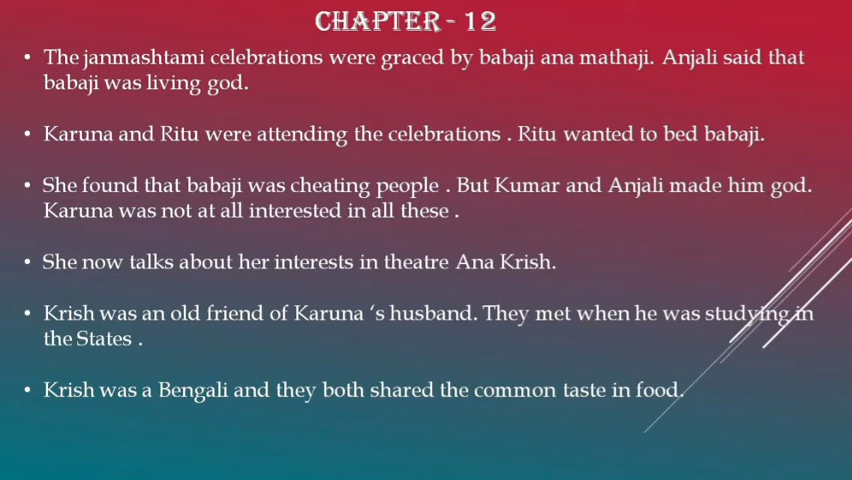 CHAPTER - 12
• The janmashtami celebrations were graced by babaji ana mathaji. Anjali said that
babaji was living god.
• Karuna and Ritu were attending the celebrations . Ritu wanted to bed babaji.
• She found that babaji was cheating people . But Kumar and Anjali made him god.
Karuna was not at all interested in all these .
• She now talks about her interests in theatre Ana Krish.
• Krish was an old friend of Karuna ‘s husband. They met when he was studying in
the States .
• Krish was a Bengali and they both shared the common taste in food.